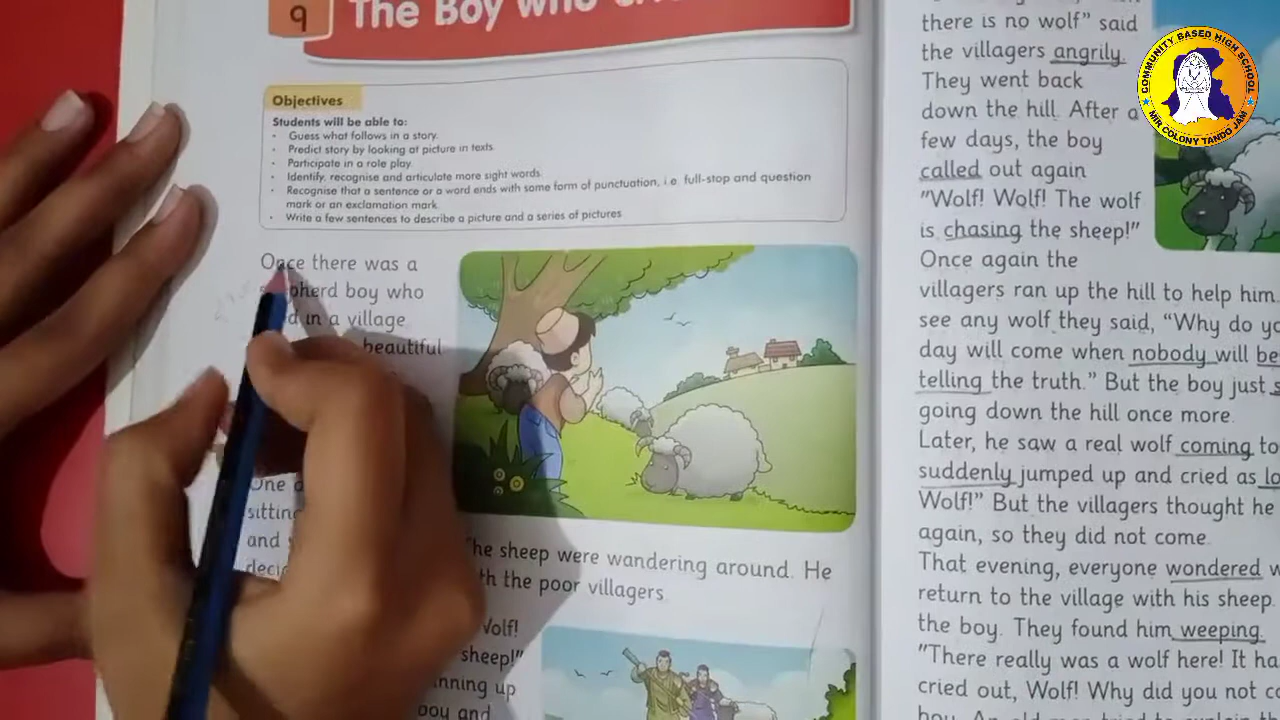 9
The Boy who
Objectives
Students will be able to:
• Guess what follows in a story.
• Predict story by looking at picture in texts.
• Participate in a role play.
• Identify, recognise and articulate more sight words.
• Recognise that a sentence or a word ends with some form of punctuation, i.e. full-stop and question
mark or an exclamation mark.
• Write a few sentences to describe a picture and a series of pictures
Once there was a
who
in a village
beautiful
One
and
The sheep were wandering around. He
the poor villagers.
Wolf!
sheep!"
up
and
there is no wolf" said
the villagers angrily.
They went back
down the hill. After a
few days, the boy
called out again
"Wolf! Wolf! The wolf
is chasing the sheep!"
Once again the
villagers ran up the hill to help him
see any wolf they said, "Why do
day will come when nobody will
telling the truth." But the boy just
going down the hill once more.
Later, he saw a real wolf coming to
suddenly jumped up and cried as
Wolf!" But the villagers thought he
again, so they did not come.
That evening, everyone wondered
return to the village with his sheep.
the boy. They found him weeping.
"There really was a wolf here! It
cried out, Wolf! Why did you not
COMMUNITY BASED HIGH SCHOOL
MIR COLONY TANDO JAM